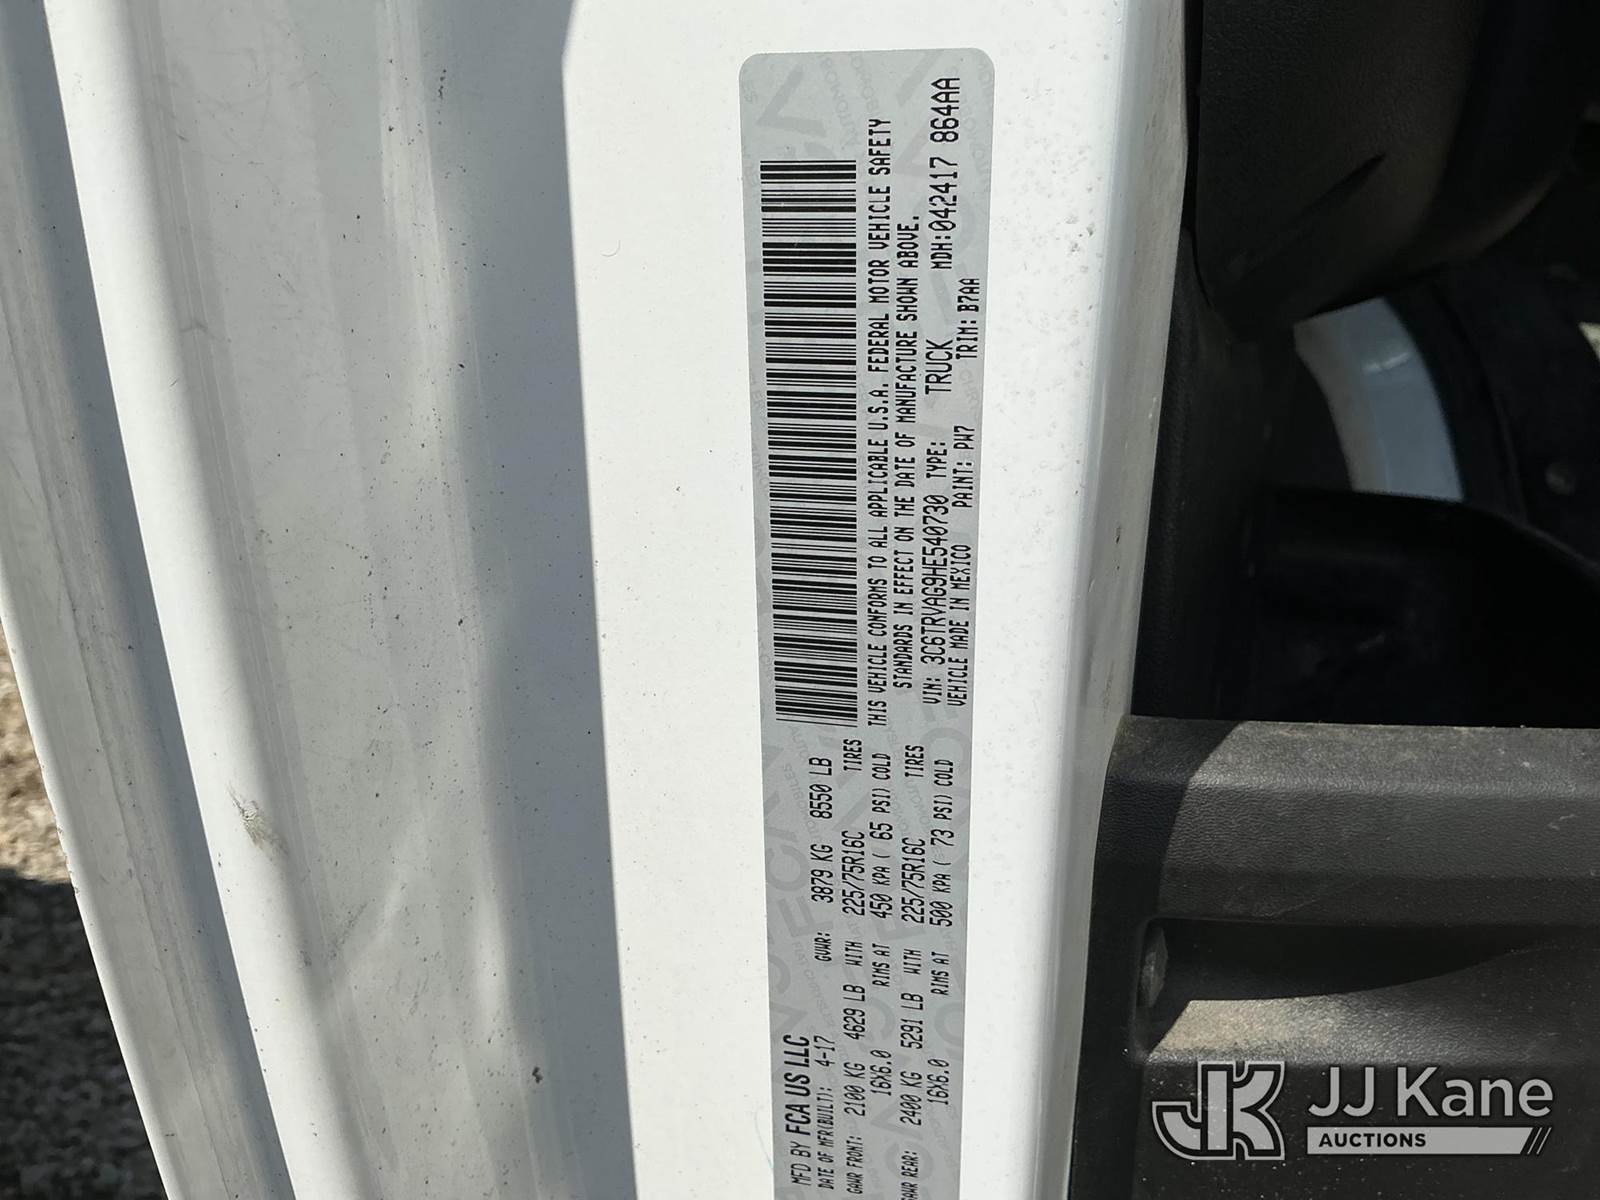 MFD BY FCA US LLC
DATE OF MFR(BUILT): 4-17 GVWR: 3879 KG 8550 LB
GAWR FRONT: 2100 KG 4629 LB WITH 225/75R16C TIRES
16X6.0 RIMS AT 450 KPA ( 65 PSI) COLD
GAWR REAR: 2400 KG 5291 LB WITH 225/75R16C TIRES
16X6.0 RIMS AT 500 KPA ( 73 PSI) COLD
THIS VEHICLE CONFORMS TO ALL APPLICABLE U.S.A. FEDERAL MOTOR VEHICLE SAFETY
STANDARDS IN EFFECT ON THE DATE OF MANUFACTURE SHOWN ABOVE.
VIN: 3C6TRVAG9HE540730 TYPE: TRUCK MDH:042417 864AA
VEHICLE MADE IN MEXICO PAINT: PW7 TRIM: B7AA
JK JJ Kane
AUCTIONS